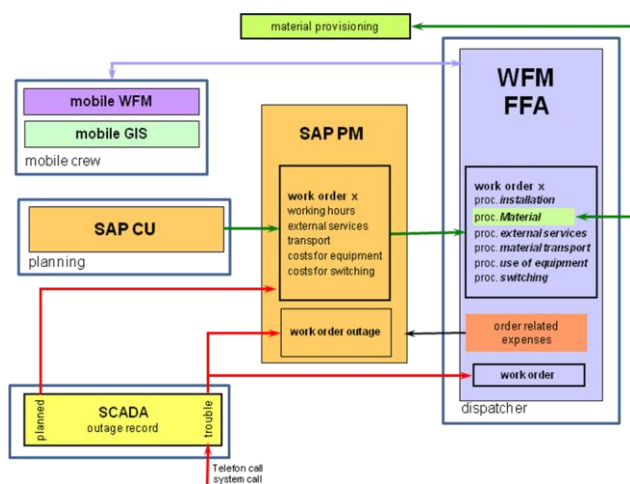 material provisioning
mobile WFM
mobile GIS
mobile crew
WFM
FFA
SAP PM
work order x
working hours
external services
transport
costs for equipment
costs for switching
work order x
proc. installation
proc. Material
proc. external services
proc. material transport
proc. use of equipment
proc. switching
SAP CU
planning
work order outage
order related
expenses
work order
dispatcher
planned
SCADA
outage record
trouble
Telefon call
system call